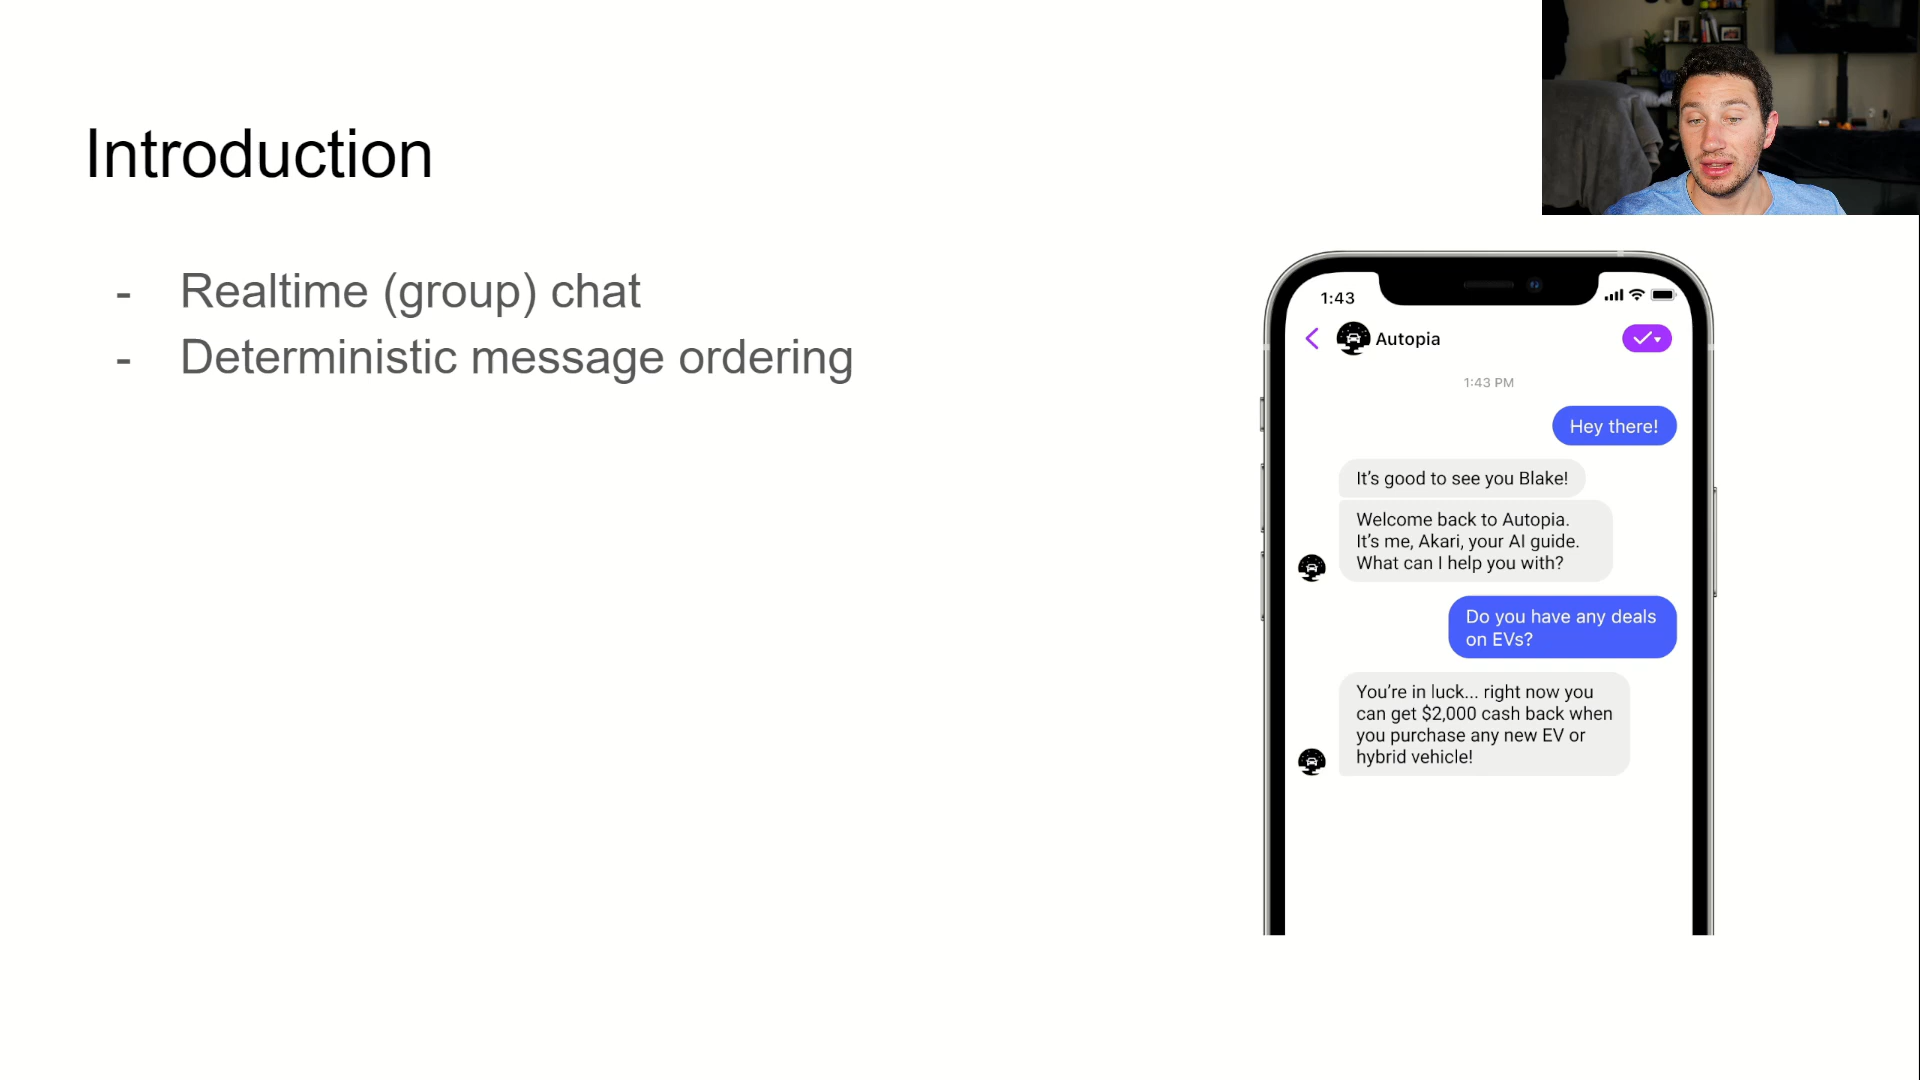 Introduction
- Realtime (group) chat
- Deterministic message ordering
1:43
Autopia
1:43 PM
Hey there!
It's good to see you Blake!
Welcome back to Autopia.
It's me, Akari, your AI guide.
What can I help you with?
Do you have any deals
on EVs?
You're in luck... right now you
can get $2,000 cash back when
you purchase any new EV or
hybrid vehicle!